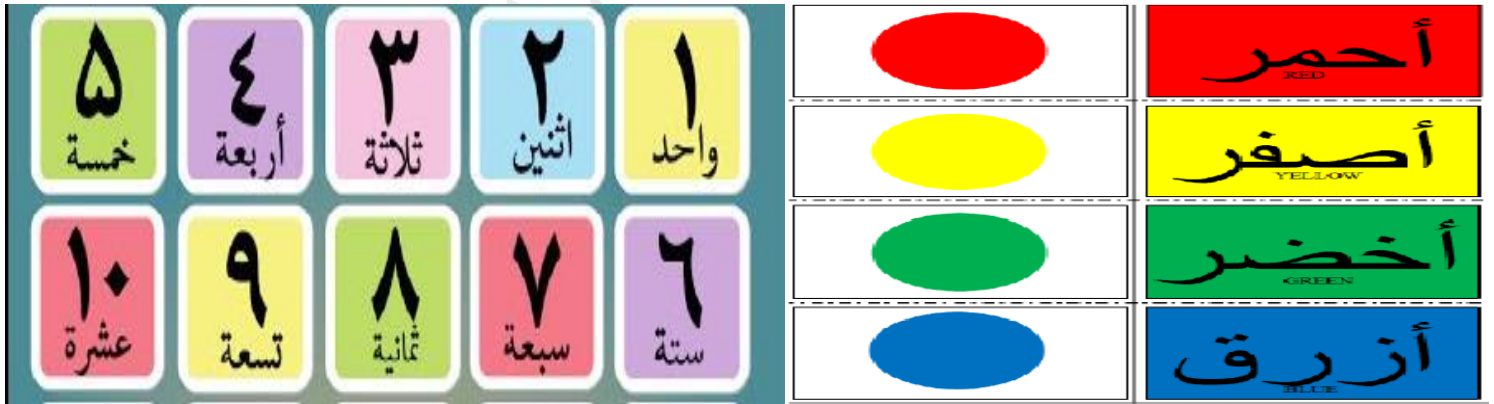 ١ ٢ ٣ ٤ ۵
واحد اثنين ثلاثة أربعة خمسة
٦ ٧ ٨ ٩ ١٠
ستة سبعة ثمانية تسعة عشرة
أحمر
RED
أصفر
YELLOW
أخضر
GREEN
أزرق
BLUE